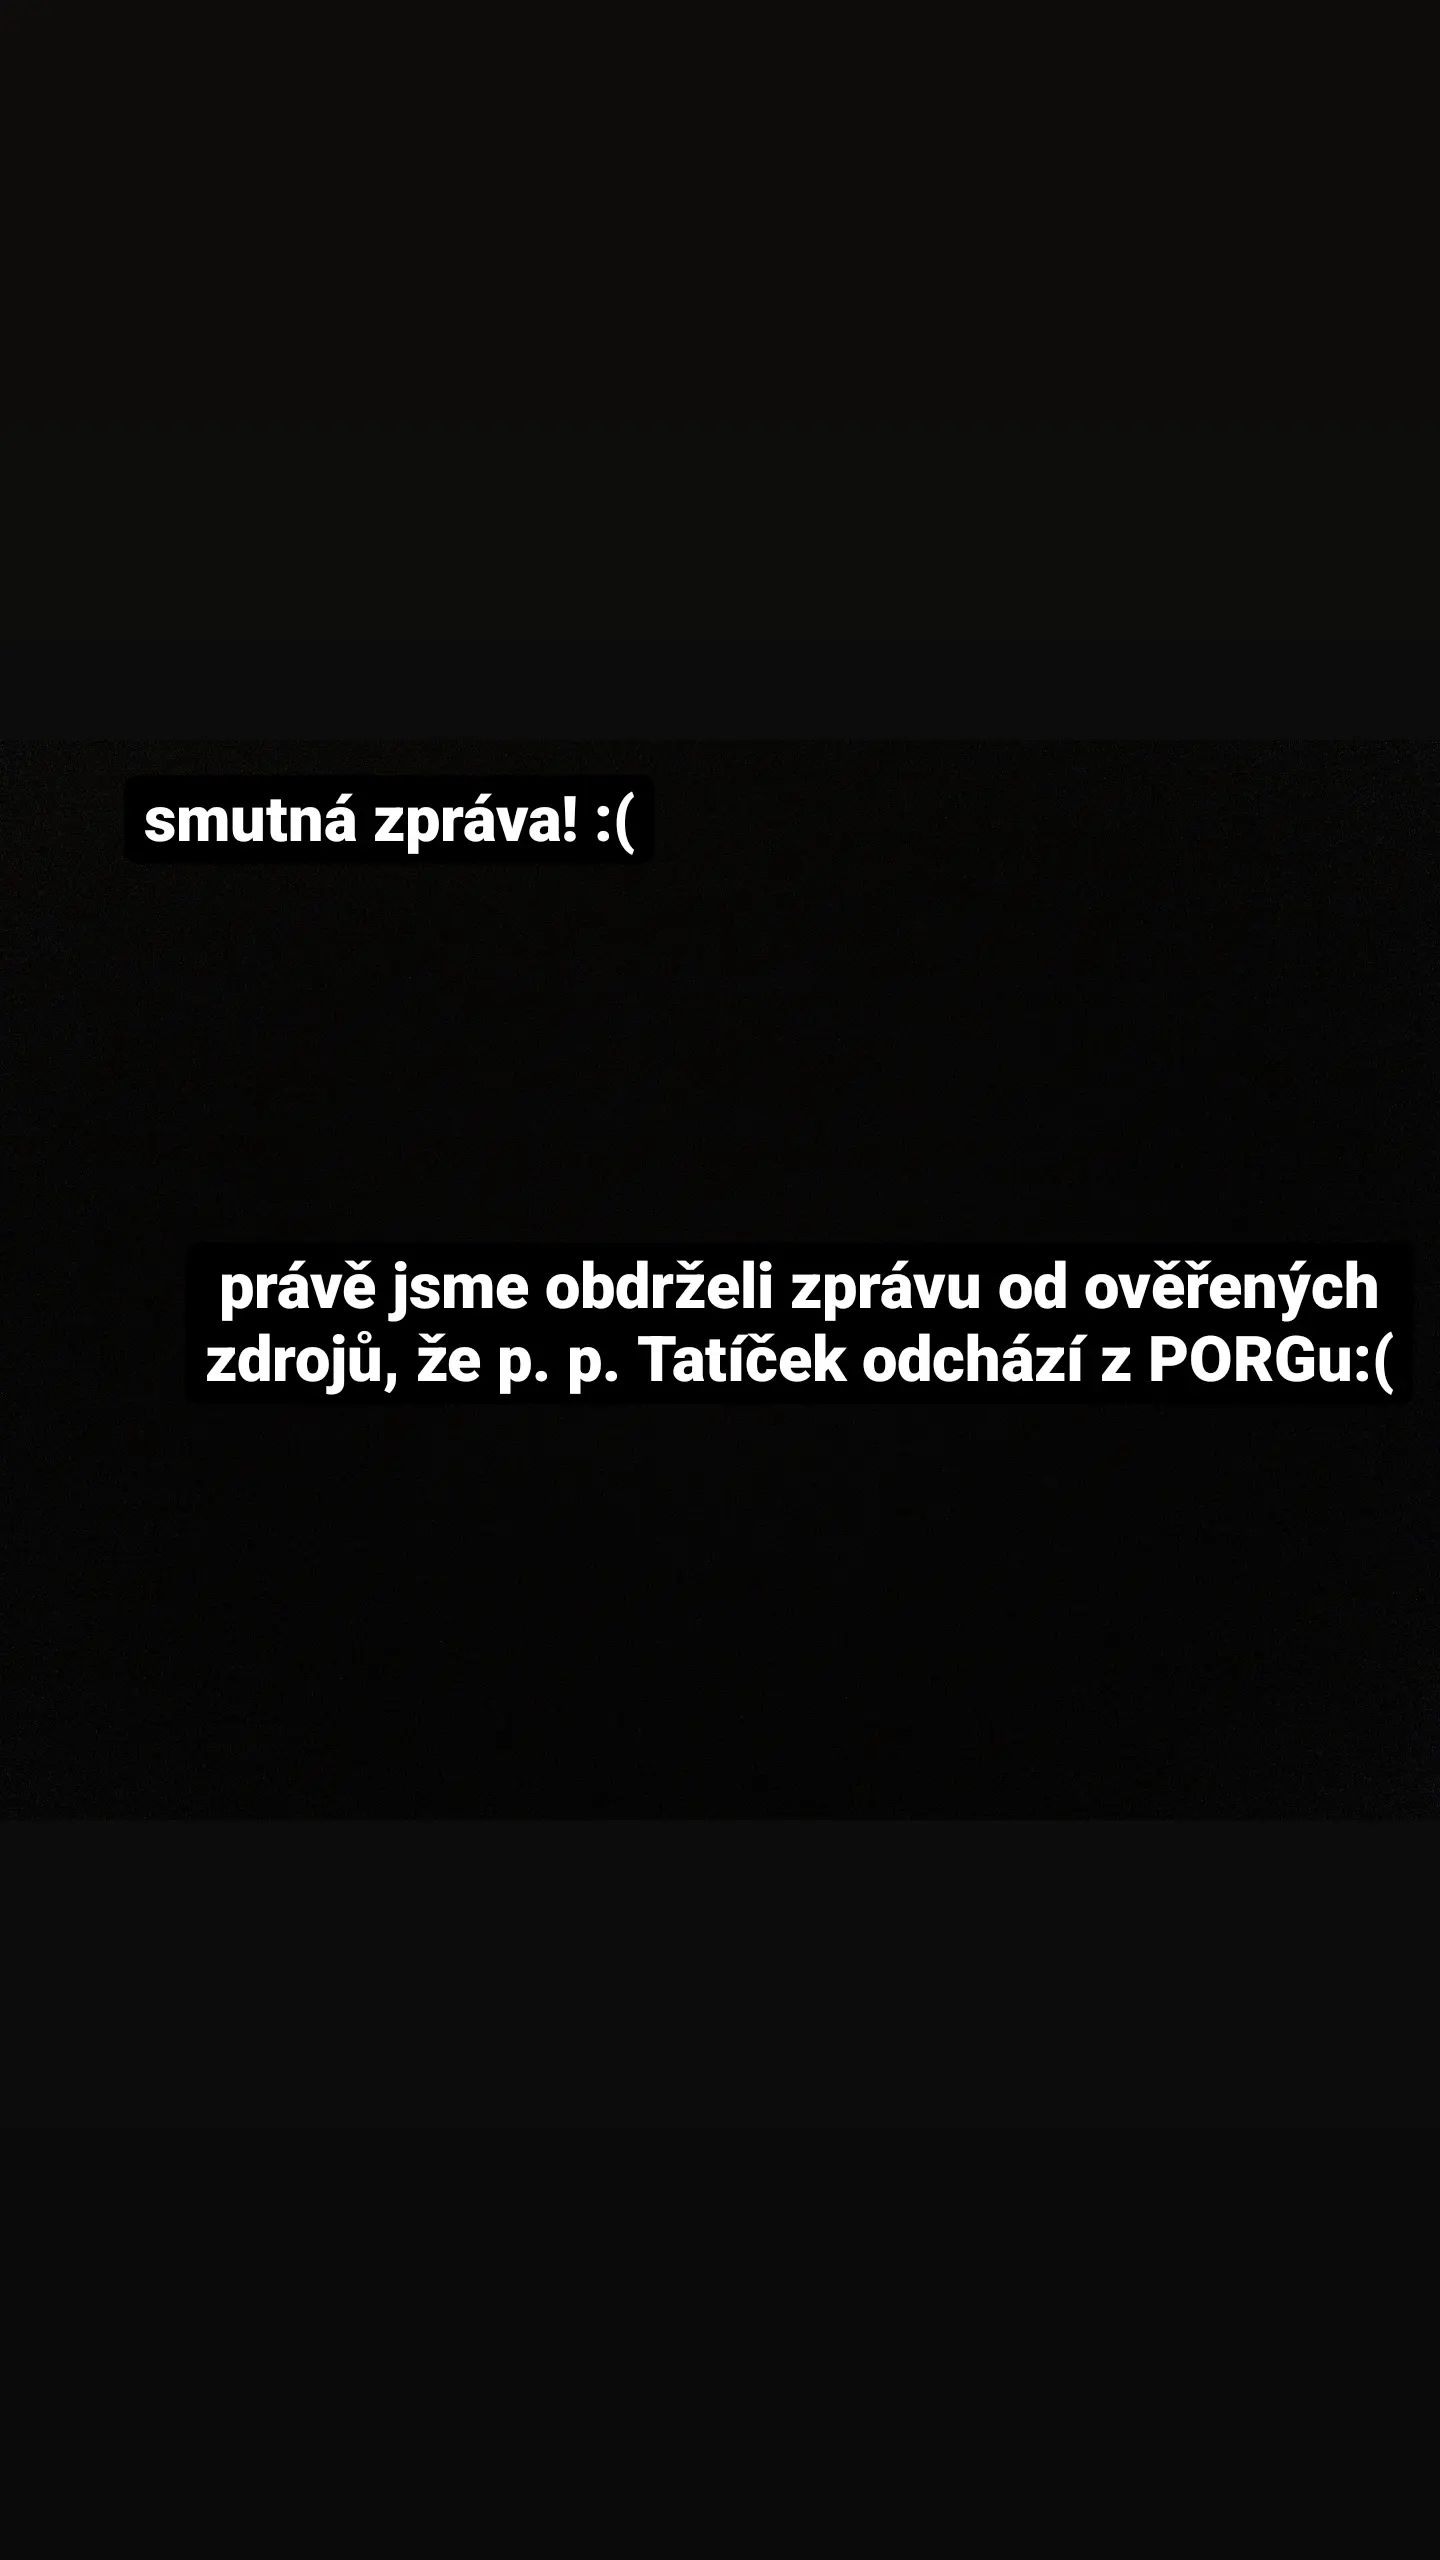 smutná zpráva! :(
právě jsme obdrželi zprávu od ověřených
zdrojů, že p. p. Tatíček odchází z PORGu:(